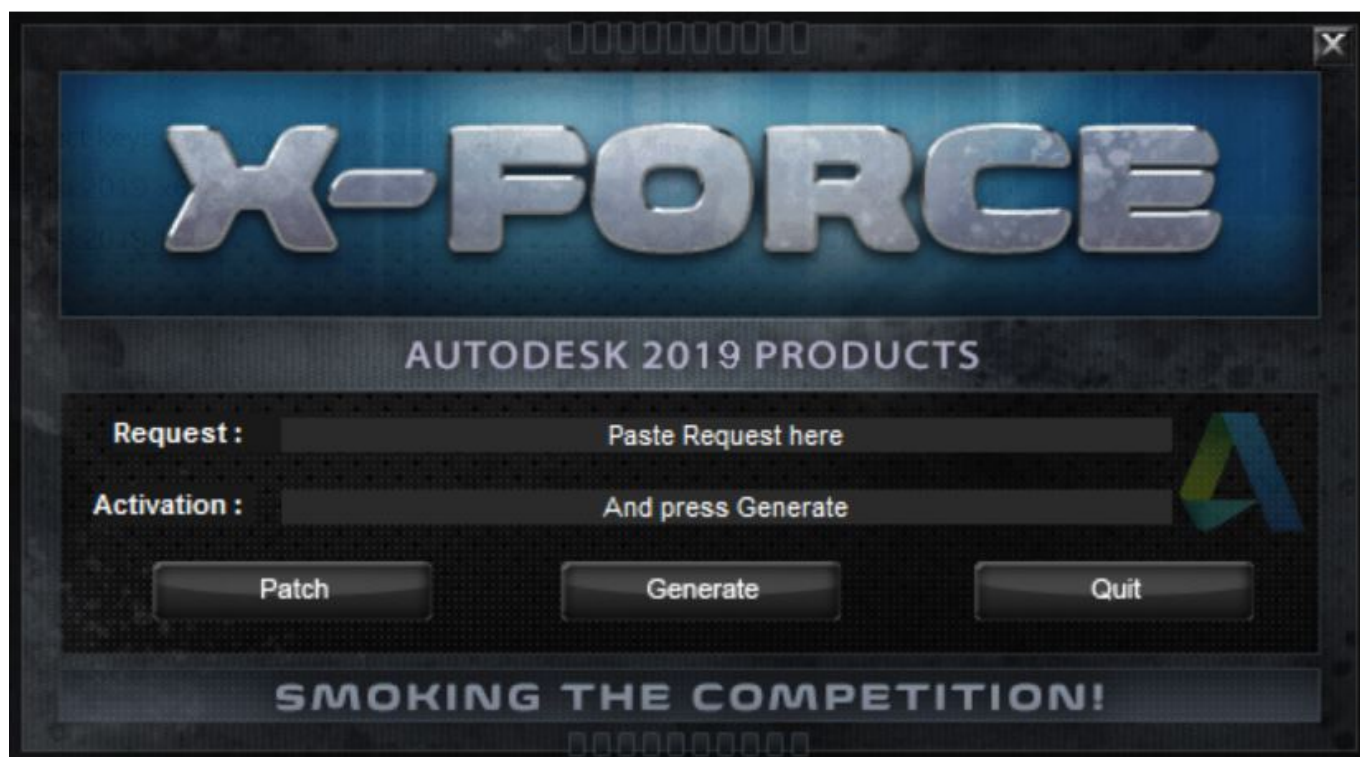 X
X-FORCE
AUTODESK 2019 PRODUCTS
Request :
Paste Request here
Activation :
And press Generate
Patch
Generate
Quit
SMOKING THE COMPETITION!